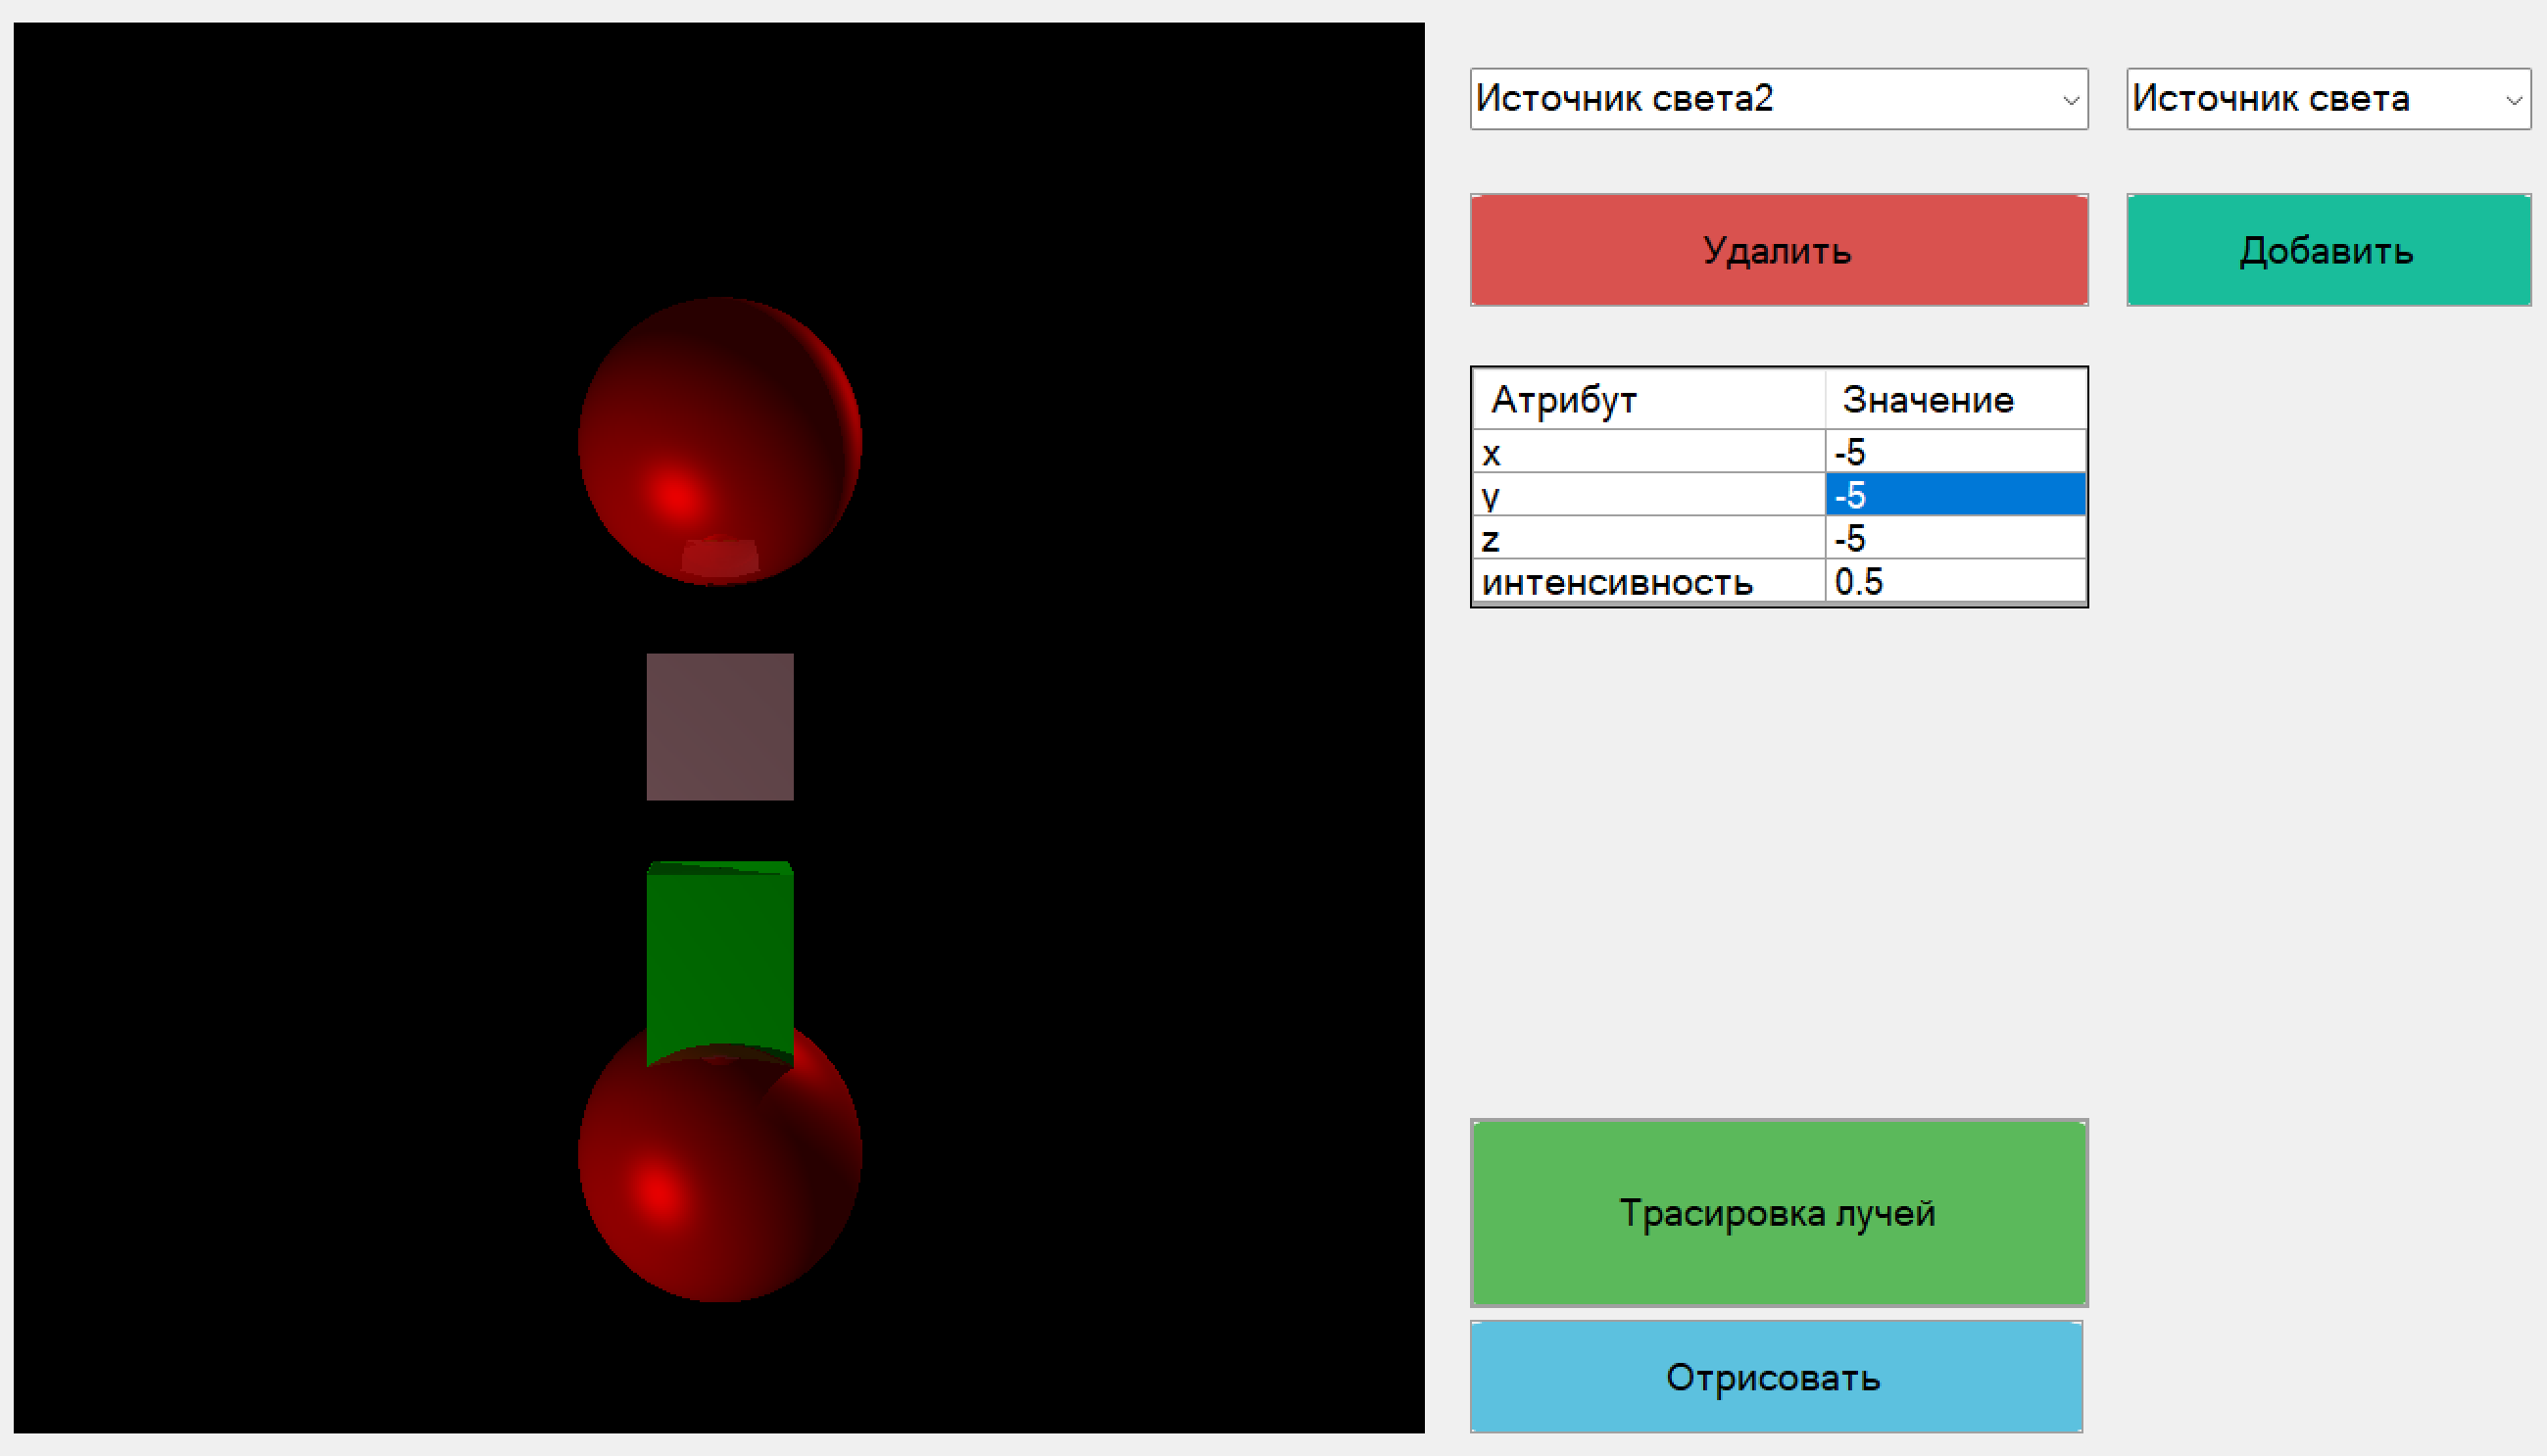 Источник света2
Источник света
Удалить
Добавить
Атрибут Значение
x -5
y -5
z -5
интенсивность 0.5
Трасировка лучей
Отрисовать